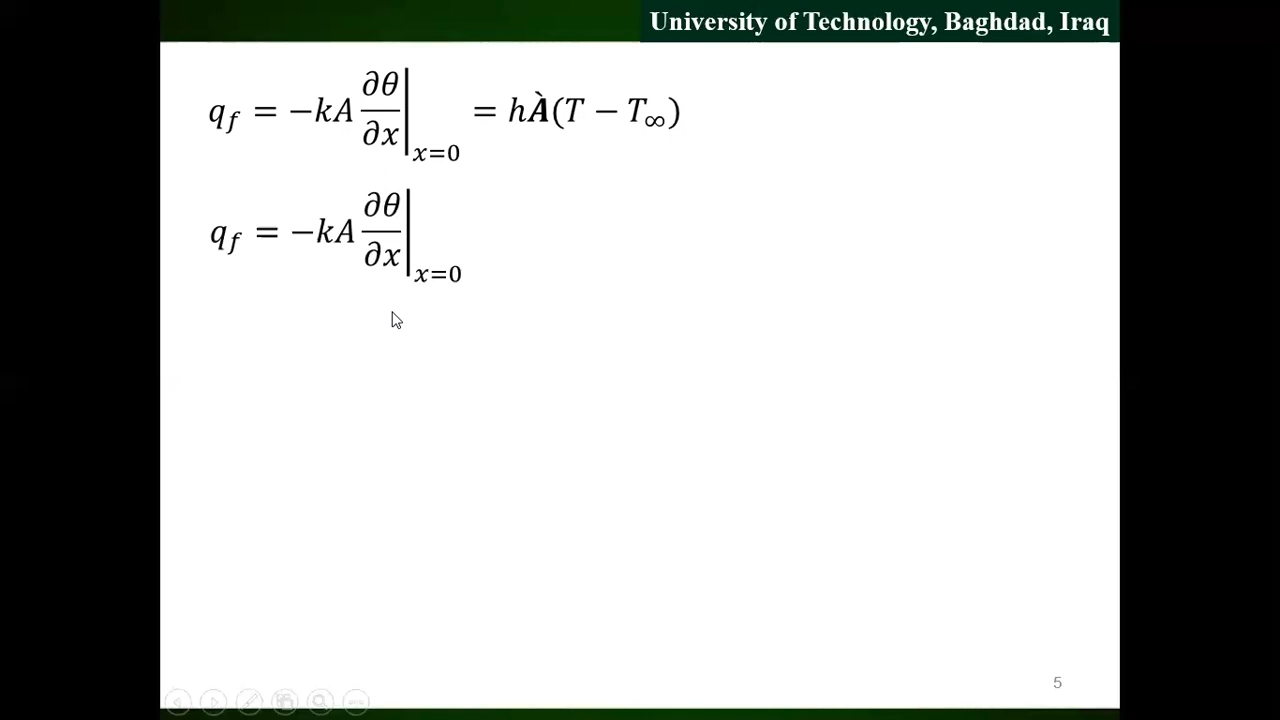 University of Technology, Baghdad, Iraq
q_f = −kA ∂θ/∂x|_{x=0} = hÀ(T − T_∞)
q_f = −kA ∂θ/∂x|_{x=0}
5